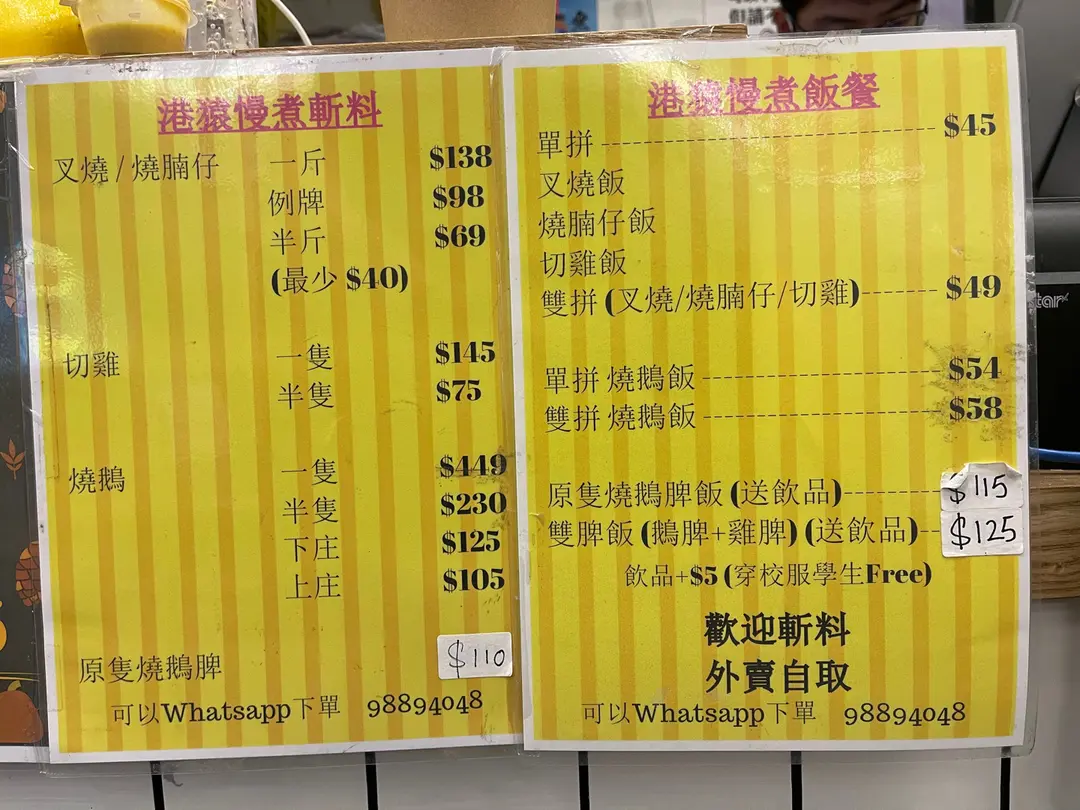 港猿慢煮斬料
叉燒 / 燒腩仔 一斤 $138
例牌 $98
半斤 $69
(最少 $40)
切雞 一隻 $145
半隻 $75
燒鵝 一隻 $449
半隻 $230
下庄 $125
上庄 $105
原隻燒鵝脾 $110
可以Whatsapp下單 98894048
港猿慢煮飯餐
單拼 $45
叉燒飯
燒腩仔飯
切雞飯
雙拼 (叉燒/燒腩仔/切雞) $49
單拼 燒鵝飯 $54
雙拼 燒鵝飯 $58
原隻燒鵝脾飯 (送飲品) $115
雙脾飯 (鵝脾+雞脾) (送飲品) $125
飲品+$5 (穿校服學生Free)
歡迎斬料
外賣自取
可以Whatsapp下單 98894048